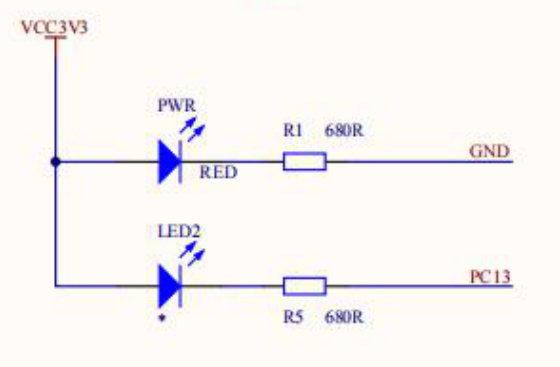 VCC3V3
PWR
R1 680R
GND
RED
LED2
PC13
*
R5 680R